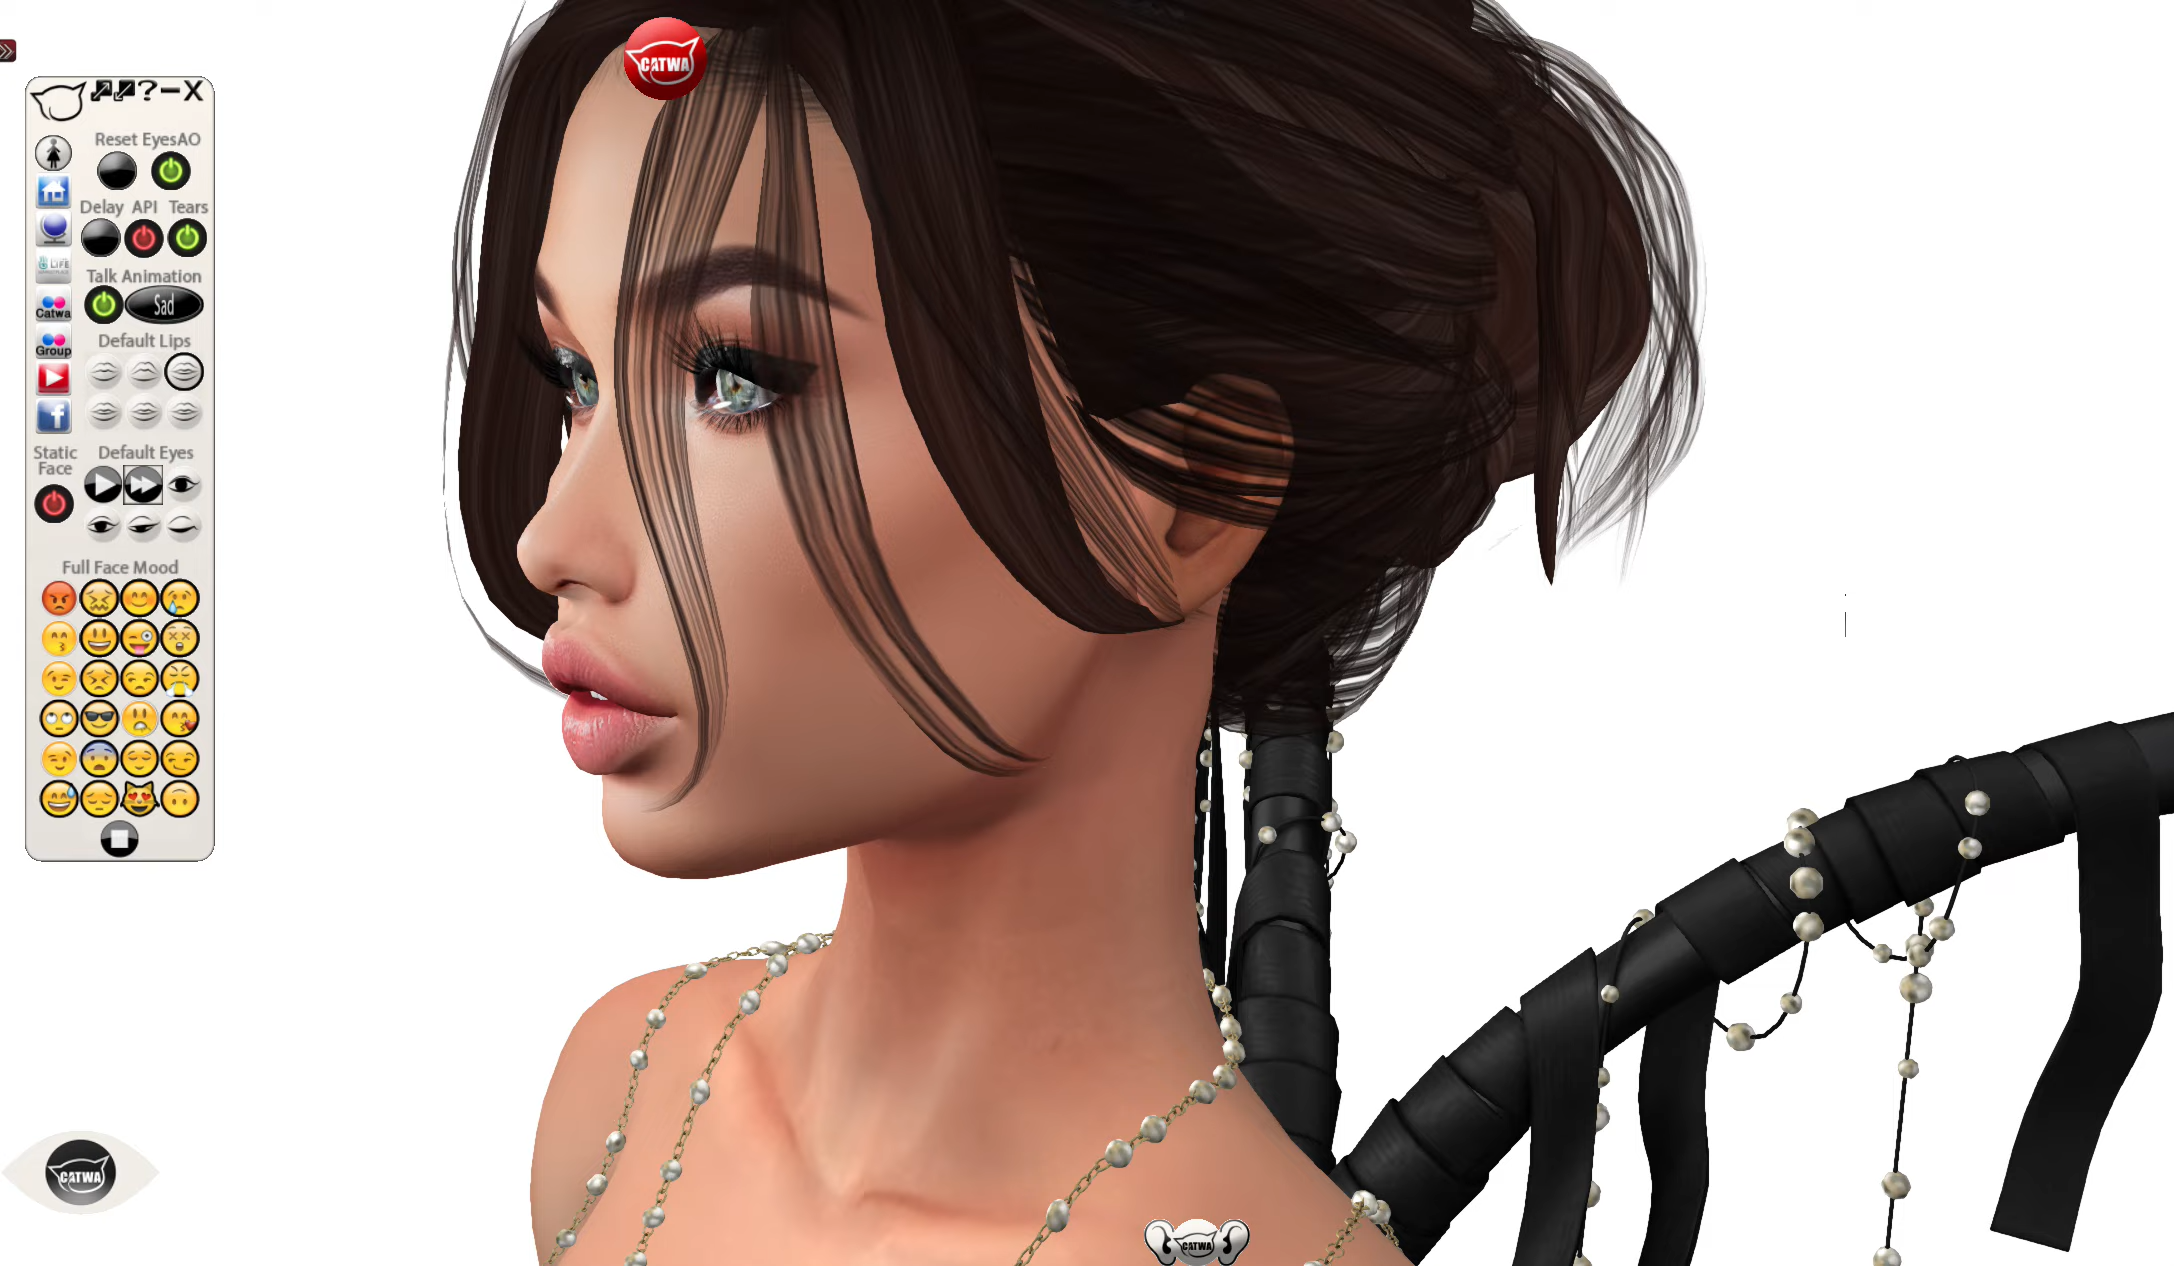 CATWA
? – X
Reset EyesAO
Delay API Tears
Talk Animation
Sad
Default Lips
Catwa
Group
f
Static Face
Default Eyes
Full Face Mood
CATWA
CATWA